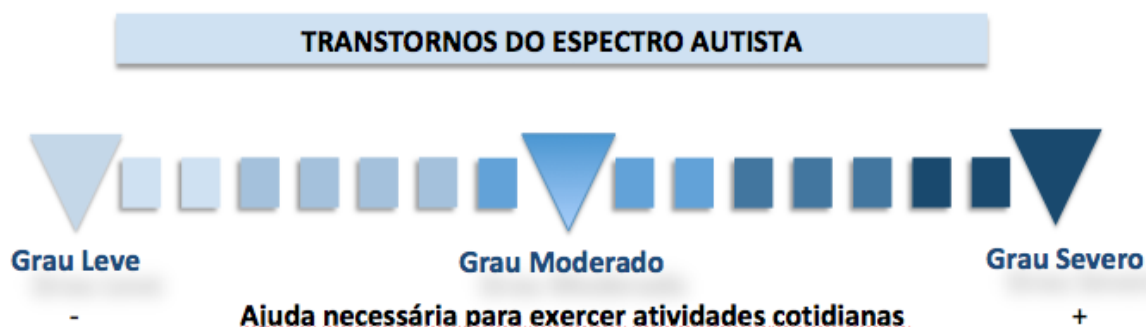 TRANSTORNOS DO ESPECTRO AUTISTA
Grau Leve Grau Moderado Grau Severo
- Ajuda necessária para exercer atividades cotidianas +